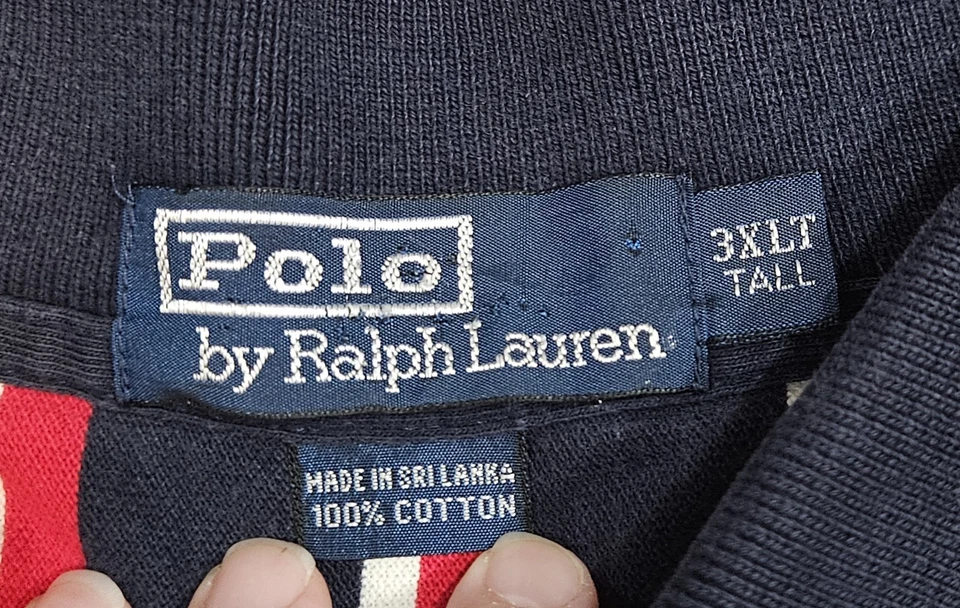 Polo
by Ralph Lauren
3XLT
TALL
MADE IN SRI LANKA
100% COTTON